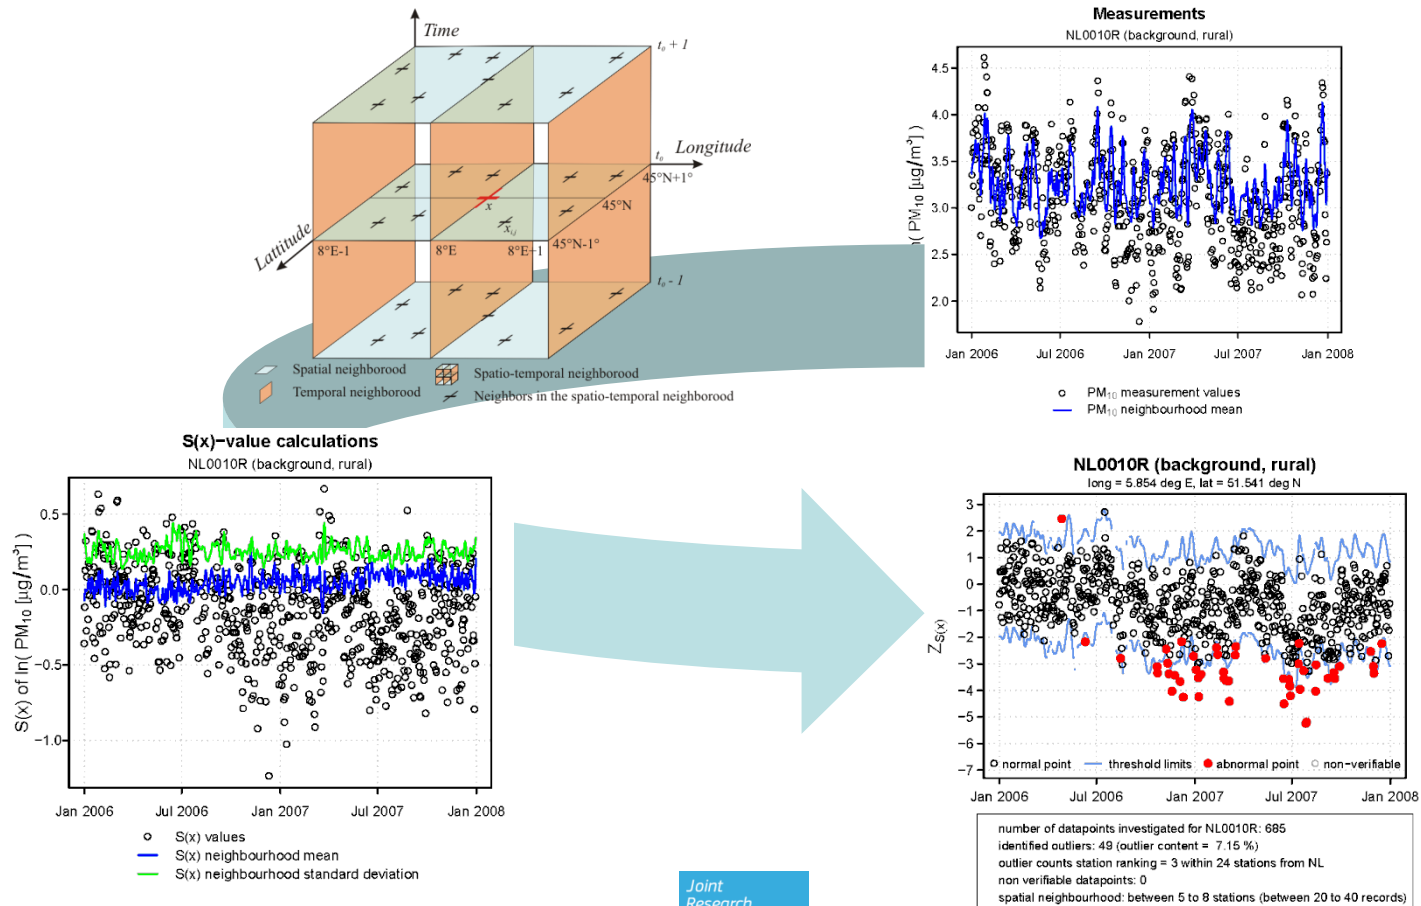 Time
t₀ + 1
Longitude
t₀
45°N+1°
45°N
x
xᵢ,ⱼ
Lattitude
8°E-1
8°E
8°E+1
45°N-1°
t₀ - 1
Spatial neighborood
Temporal neighborood
Spatio-temporal neighborood
Neighbors in the spatio-temporal neighborood
Measurements
NL0010R (background, rural)
ln( PM₁₀ [µg/m³] )
4.5
4.0
3.5
3.0
2.5
2.0
Jan 2006 Jul 2006 Jan 2007 Jul 2007 Jan 2008
PM₁₀ measurement values
PM₁₀ neighbourhood mean
S(x)−value calculations
NL0010R (background, rural)
S(x) of ln( PM₁₀ [µg/m³] )
0.5
0.0
−0.5
−1.0
Jan 2006 Jul 2006 Jan 2007 Jul 2007 Jan 2008
S(x) values
S(x) neighbourhood mean
S(x) neighbourhood standard deviation
NL0010R (background, rural)
long = 5.854 deg E, lat = 51.541 deg N
Z S(x)
3
2
1
0
−1
−2
−3
−4
−5
−6
−7
normal point threshold limits abnormal point non−verifiable
Jan 2006 Jul 2006 Jan 2007 Jul 2007 Jan 2008
number of datapoints investigated for NL0010R: 685
identified outliers: 49 (outlier content = 7.15 %)
outlier counts station ranking = 3 within 24 stations from NL
non verifiable datapoints: 0
spatial neighbourhood: between 5 to 8 stations (between 20 to 40 records)
Joint
Research